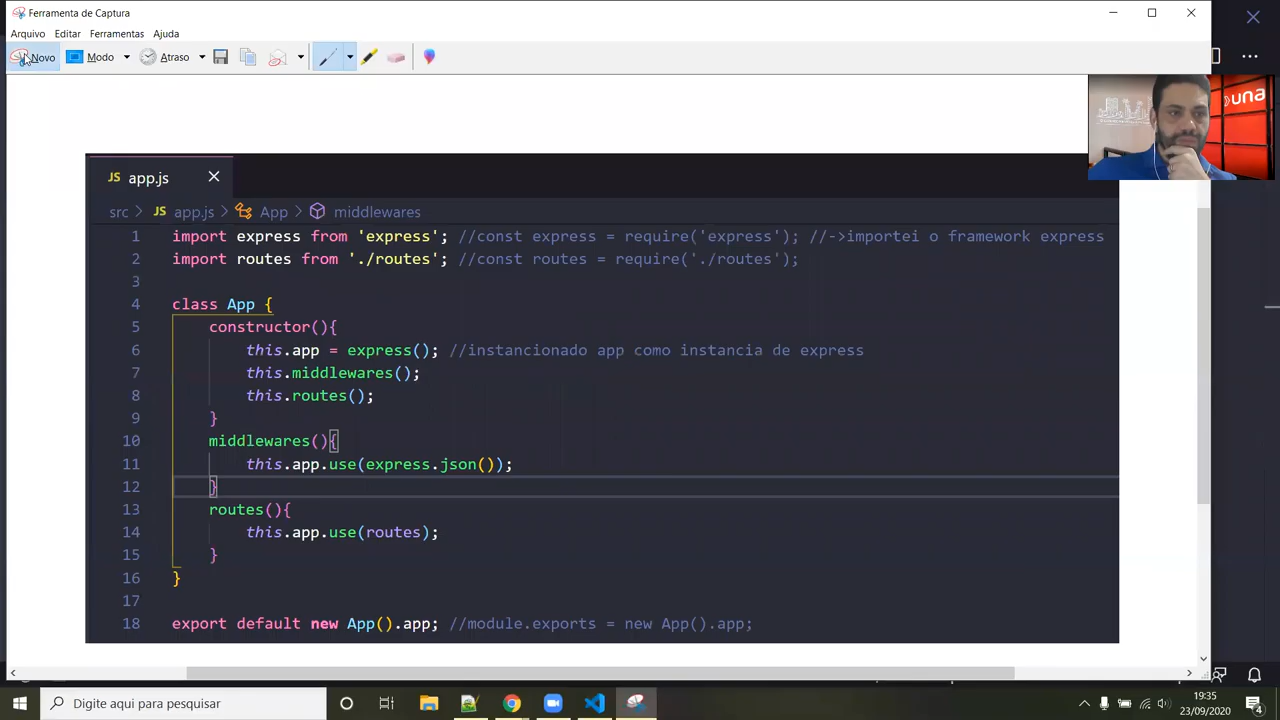 Ferramenta de Captura
Arquivo Editar Ferramentas Ajuda
Novo Modo Atraso
una
JS app.js
src > JS app.js > App > middlewares
1 import express from 'express'; //const express = require('express'); //->importei o framework express
2 import routes from './routes'; //const routes = require('./routes');
3
4 class App {
5 constructor(){
6 this.app = express(); //instancionado app como instancia de express
7 this.middlewares();
8 this.routes();
9 }
10 middlewares(){
11 this.app.use(express.json());
12 }
13 routes(){
14 this.app.use(routes);
15 }
16 }
17
18 export default new App().app; //module.exports = new App().app;
Digite aqui para pesquisar
19:35
23/09/2020
4